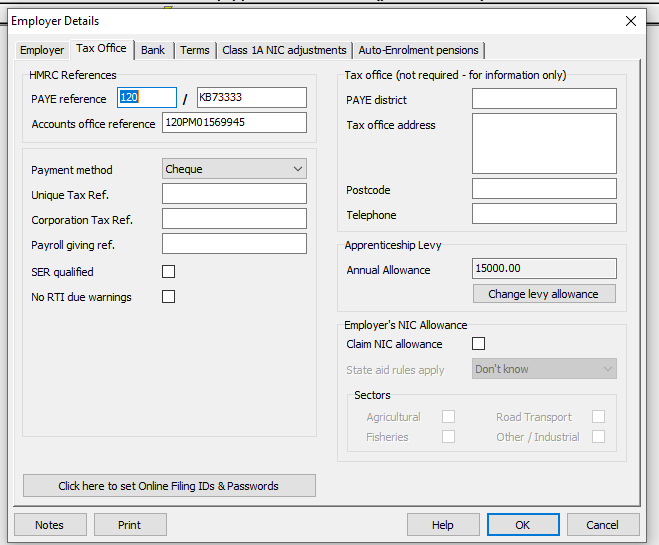 Employer Details
Employer Tax Office Bank Terms Class 1A NIC adjustments Auto-Enrolment pensions
HMRC References
PAYE reference 120 / KB73333
Accounts office reference 120PM01569945
Payment method Cheque
Unique Tax Ref.
Corporation Tax Ref.
Payroll giving ref.
SER qualified
No RTI due warnings
Click here to set Online Filing IDs & Passwords
Tax office (not required - for information only)
PAYE district
Tax office address
Postcode
Telephone
Apprenticeship Levy
Annual Allowance 15000.00
Change levy allowance
Employer's NIC Allowance
Claim NIC allowance
State aid rules apply Don't know
Sectors
Agricultural Road Transport
Fisheries Other / Industrial
Notes Print Help OK Cancel